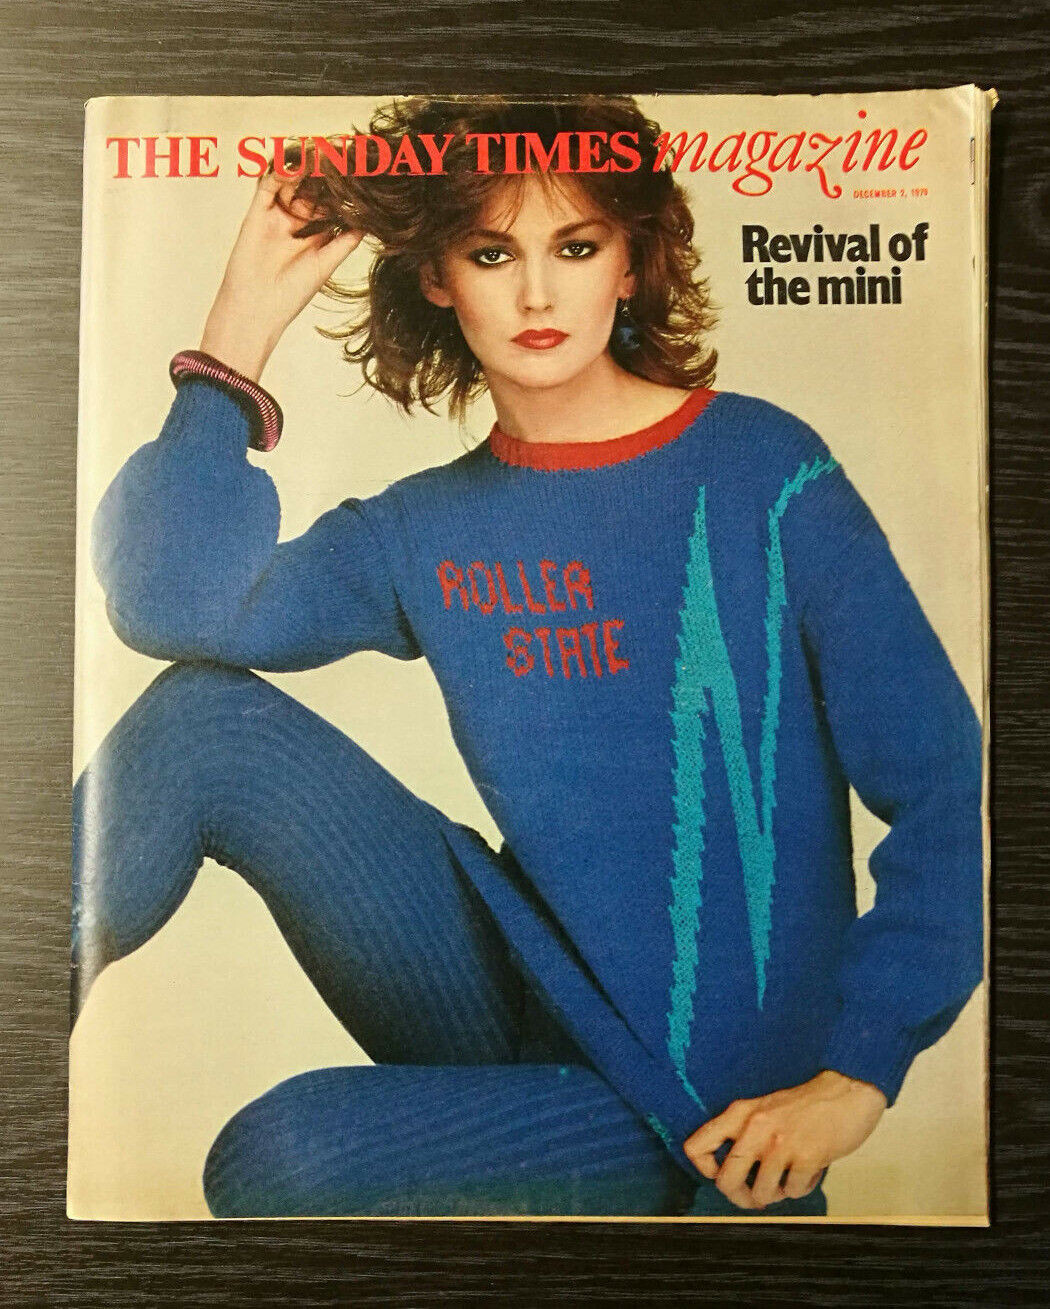 THE SUNDAY TIMES magazine
DECEMBER 2, 1979
Revival of
the mini
ROLLER
STATE